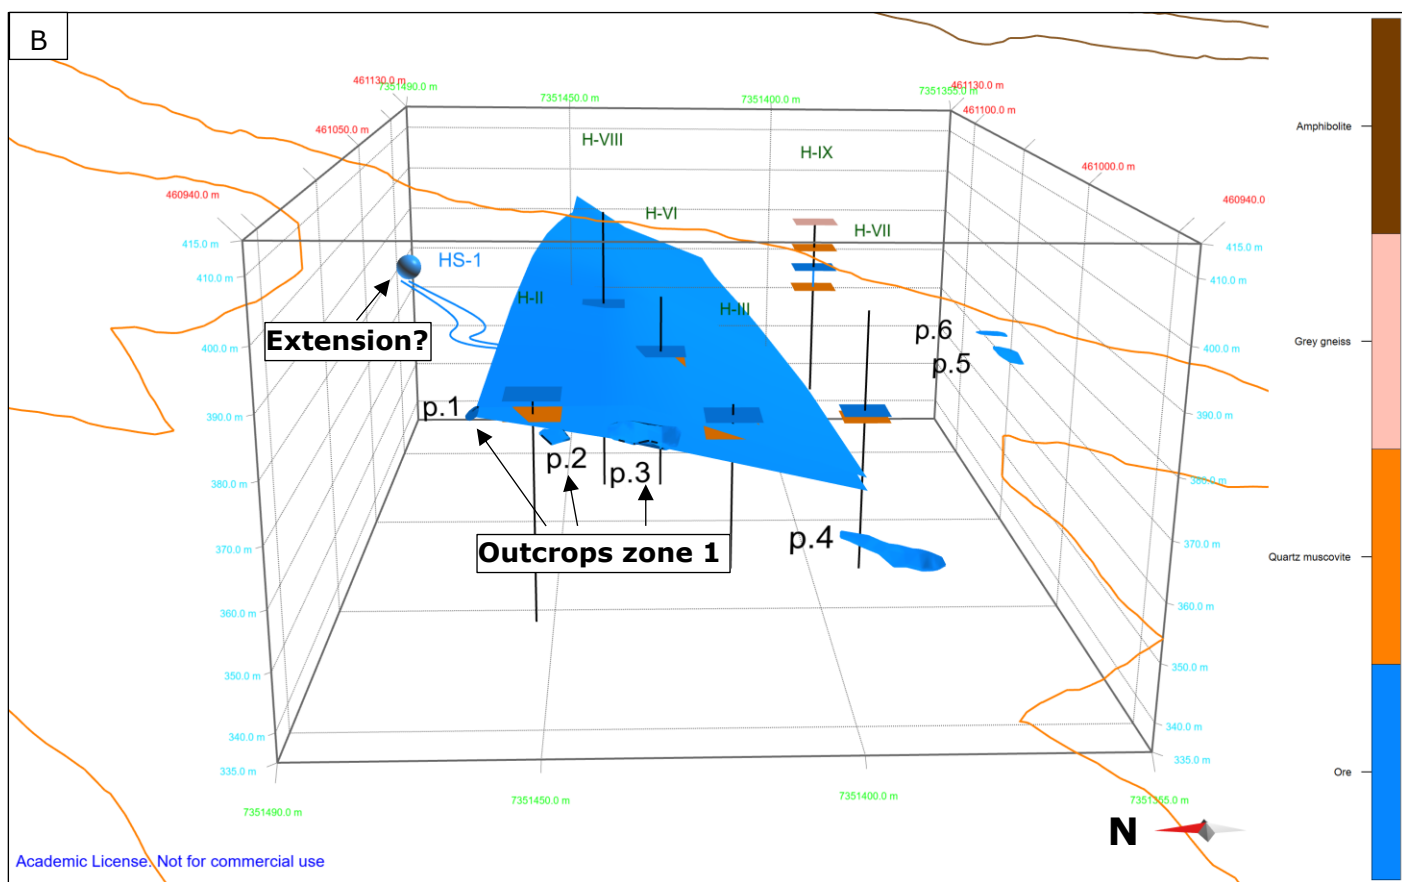 B
461130.0 m
7351490.0 m
7351450.0 m
7351400.0 m
7351355.0 m
461130.0 m
461100.0 m
461050.0 m
461000.0 m
460940.0 m
460940.0
H-VIII
H-IX
H-VI
H-VII
HS-1
H-II
H-III
Extension?
p.1
p.2
p.3
p.4
p.5
p.6
Outcrops zone 1
415.0 m
410.0 m
400.0 m
390.0 m
380.0 m
370.0 m
360.0 m
350.0 m
340.0 m
335.0 m
415.0 m
410.0 m
400.0 m
390.0 m
380.0 m
370.0 m
360.0 m
350.0 m
340.0 m
335.0 m
7351490.0 m
7351450.0 m
7351400.0 m
7351355.0 m
N
Academic License. Not for commercial use
Amphibolite
Grey gneiss
Quartz muscovite
Ore